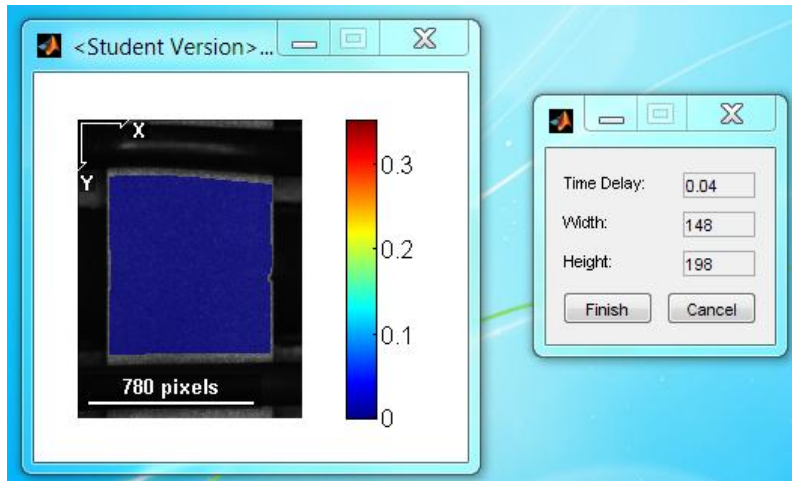 <Student Version>...
X
Y
780 pixels
0.3
0.2
0.1
0
Time Delay: 0.04
Width: 148
Height: 198
Finish Cancel